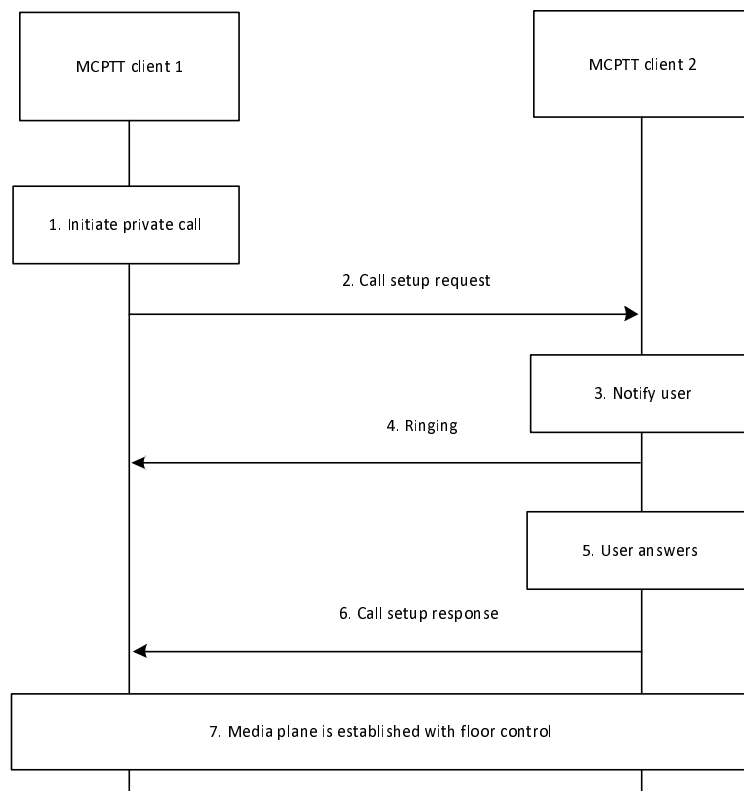 MCPTT client 1
MCPTT client 2
1. Initiate private call
2. Call setup request
3. Notify user
4. Ringing
5. User answers
6. Call setup response
7. Media plane is established with floor control